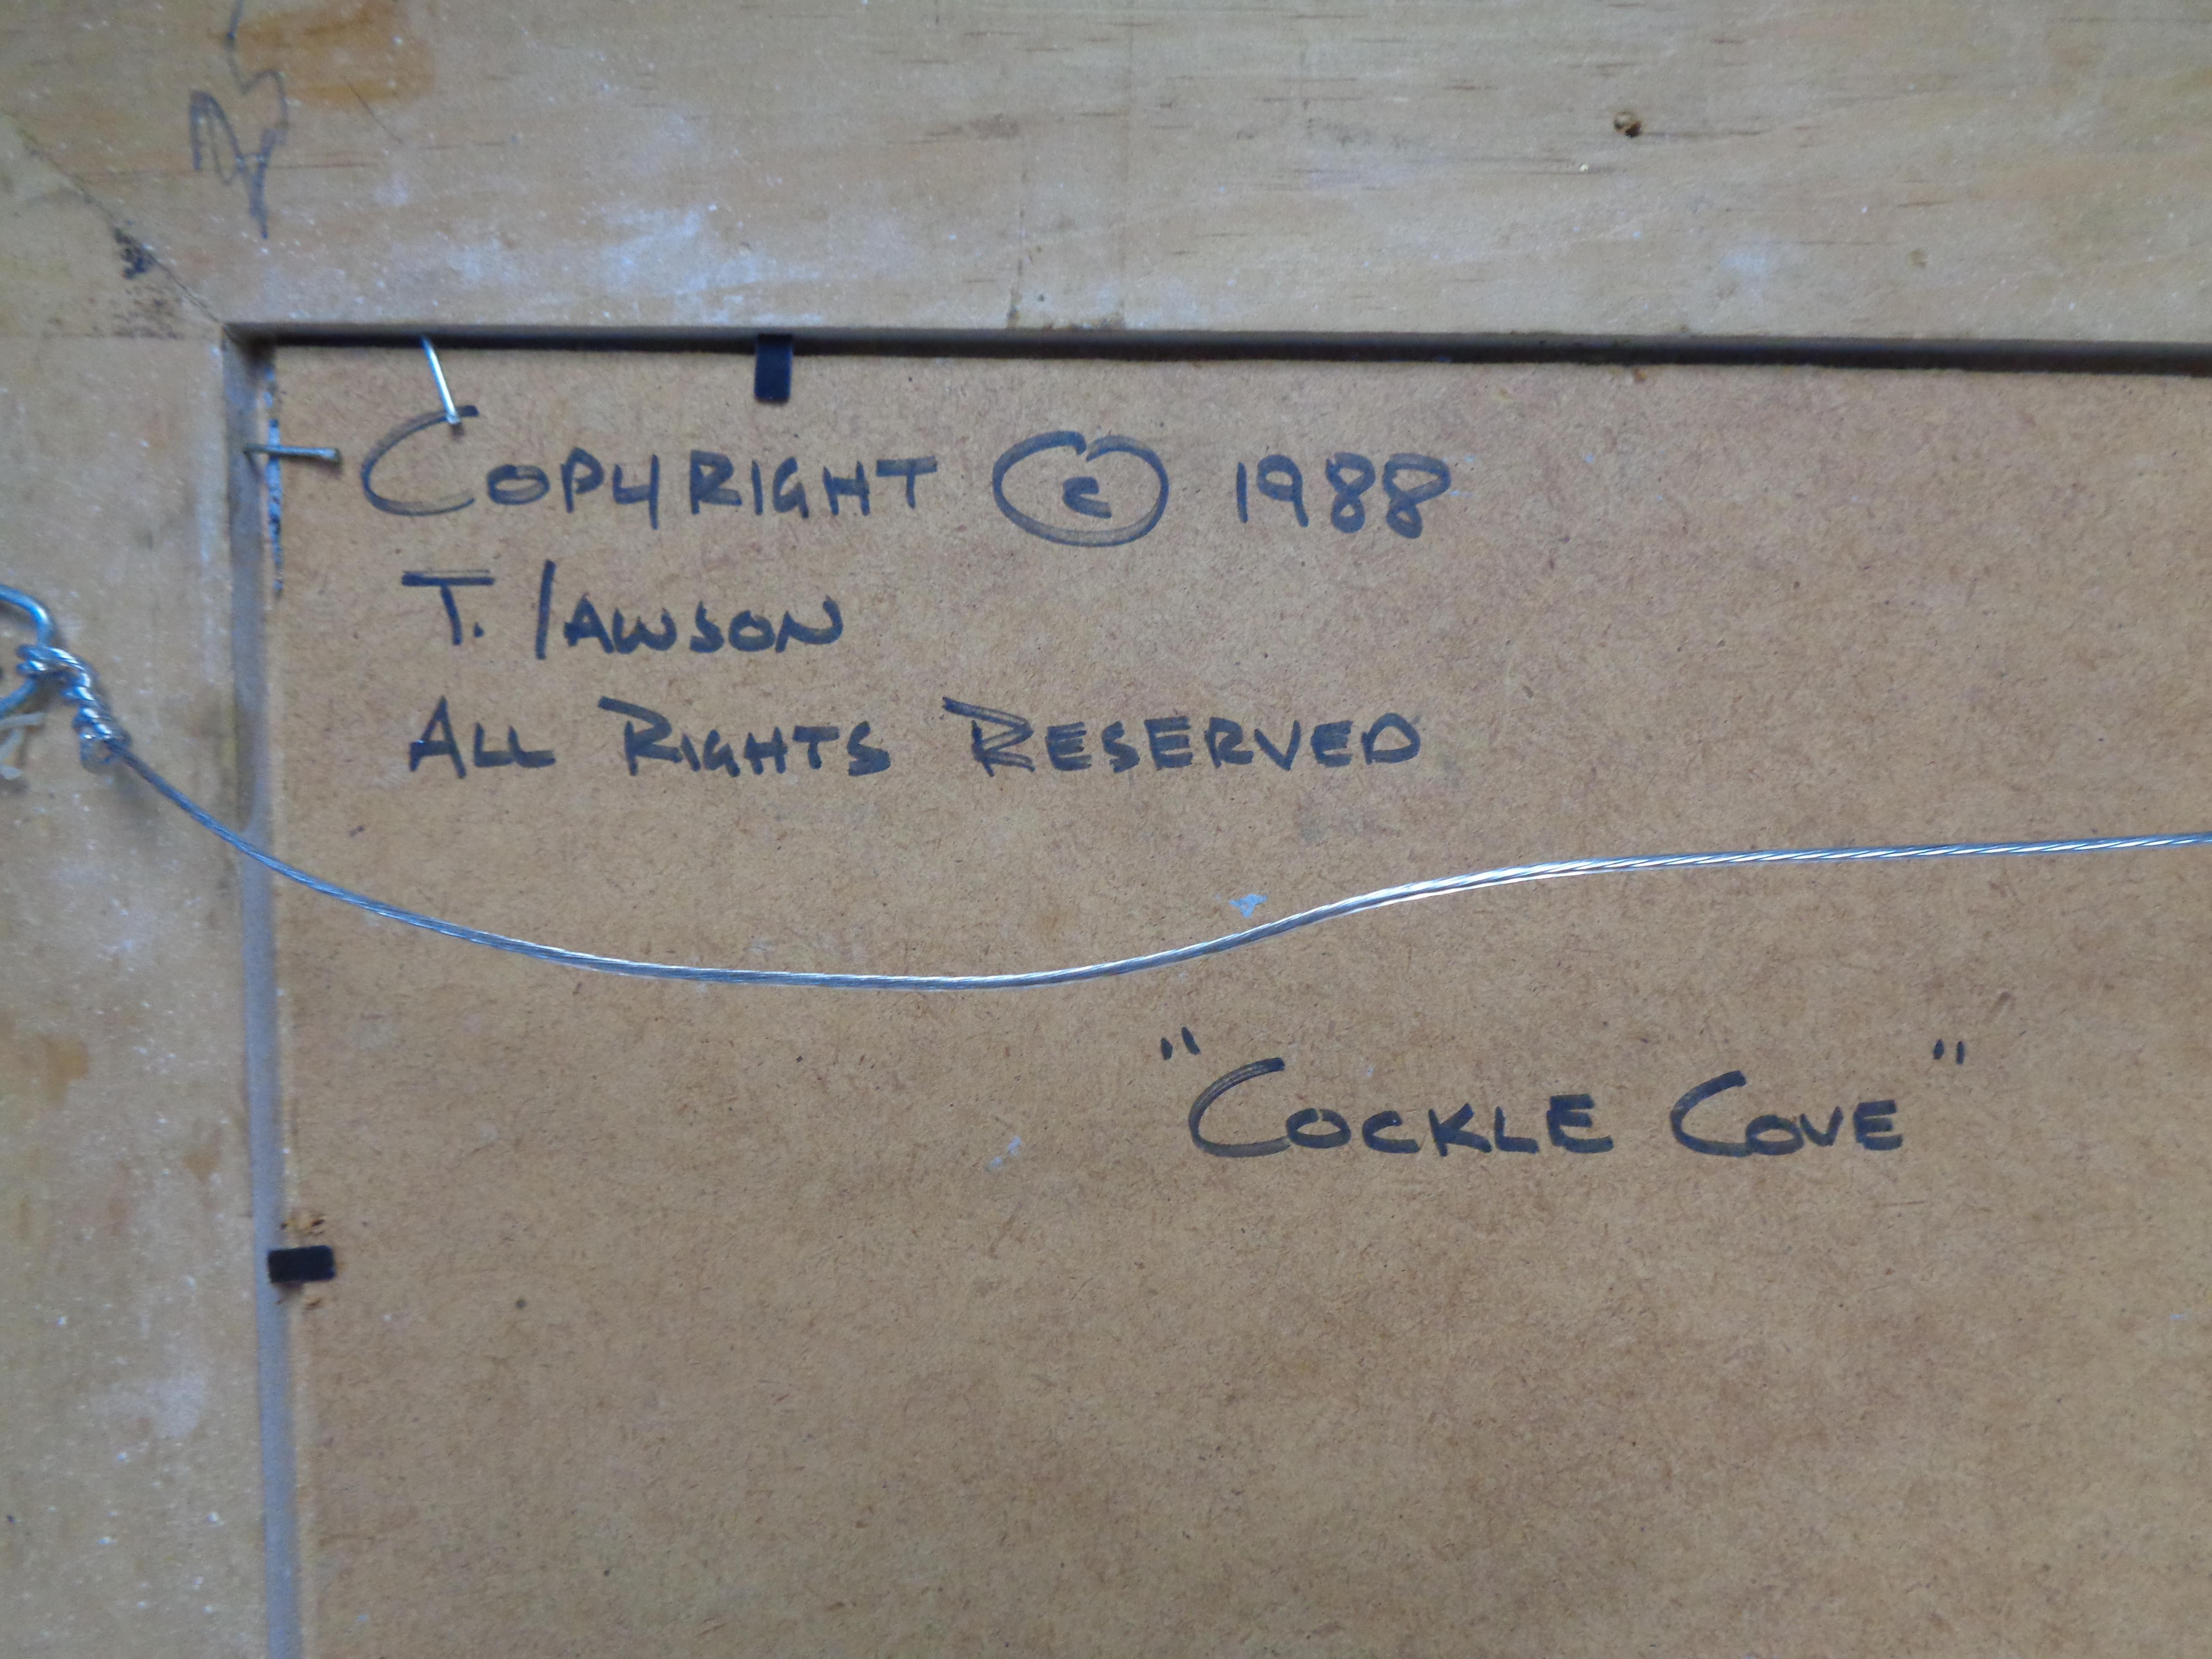 Copyright © 1988
T. Lawson
All Rights Reserved
"Cockle Cove"